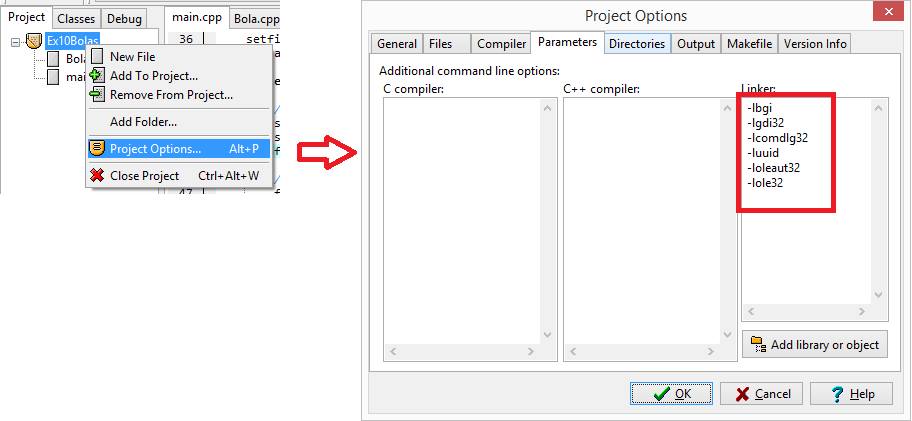 Project Classes Debug
main.cpp Bola.cpp
Ex10Bolas
36 setfi
Bola
mai
New File
Add To Project...
Remove From Project...
Add Folder...
Project Options... Alt+P
Close Project Ctrl+Alt+W
47
Project Options
General Files Compiler Parameters Directories Output Makefile Version Info
Additional command line options:
C compiler: C++ compiler: Linker:
-lbgi
-lgdi32
-lcomdlg32
-luuid
-loleaut32
-lole32
Add library or object
OK Cancel Help